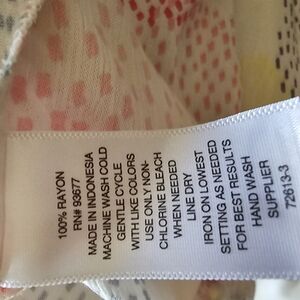 100% RAYON
RN# 93677
MADE IN INDONESIA
MACHINE WASH COLD
GENTLE CYCLE
WITH LIKE COLORS
USE ONLY NON-
CHLORINE BLEACH
WHEN NEEDED
LINE DRY
IRON ON LOWEST
SETTING AS NEEDED
FOR BEST RESULTS
HAND WASH
SUPPLIER
72613-3